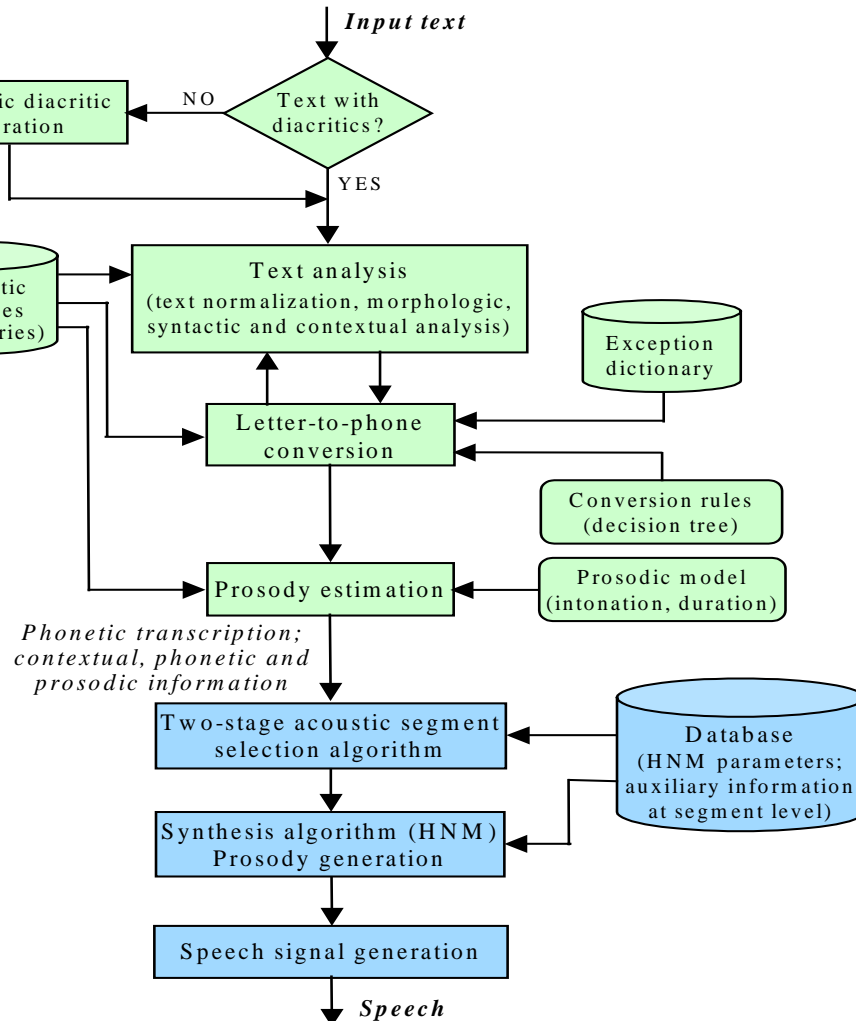 Input text
Text with
diacritics?
NO
diacritic
YES
Text analysis
(text normalization, morphologic,
syntactic and contextual analysis)
Exception
dictionary
Letter-to-phone
conversion
Conversion rules
(decision tree)
Prosody estimation
Prosodic model
(intonation, duration)
Phonetic transcription;
contextual, phonetic and
prosodic information
Two-stage acoustic segment
selection algorithm
Database
(HNM parameters;
auxiliary information
at segment level)
Synthesis algorithm (HNM)
Prosody generation
Speech signal generation
Speech